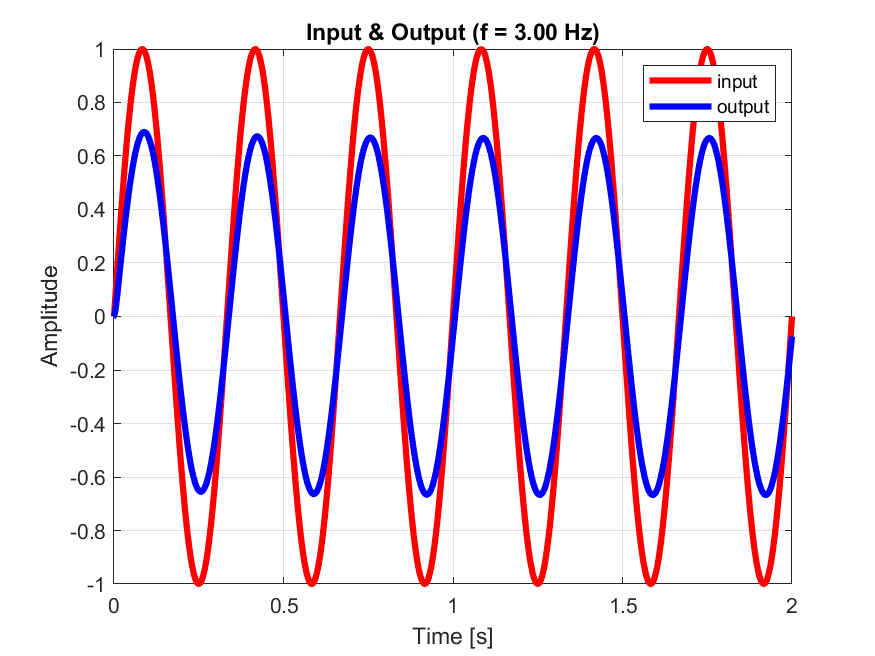 Input & Output (f = 3.00 Hz)
input
output
Amplitude
1
0.8
0.6
0.4
0.2
0
-0.2
-0.4
-0.6
-0.8
-1
0 0.5 1 1.5 2
Time [s]